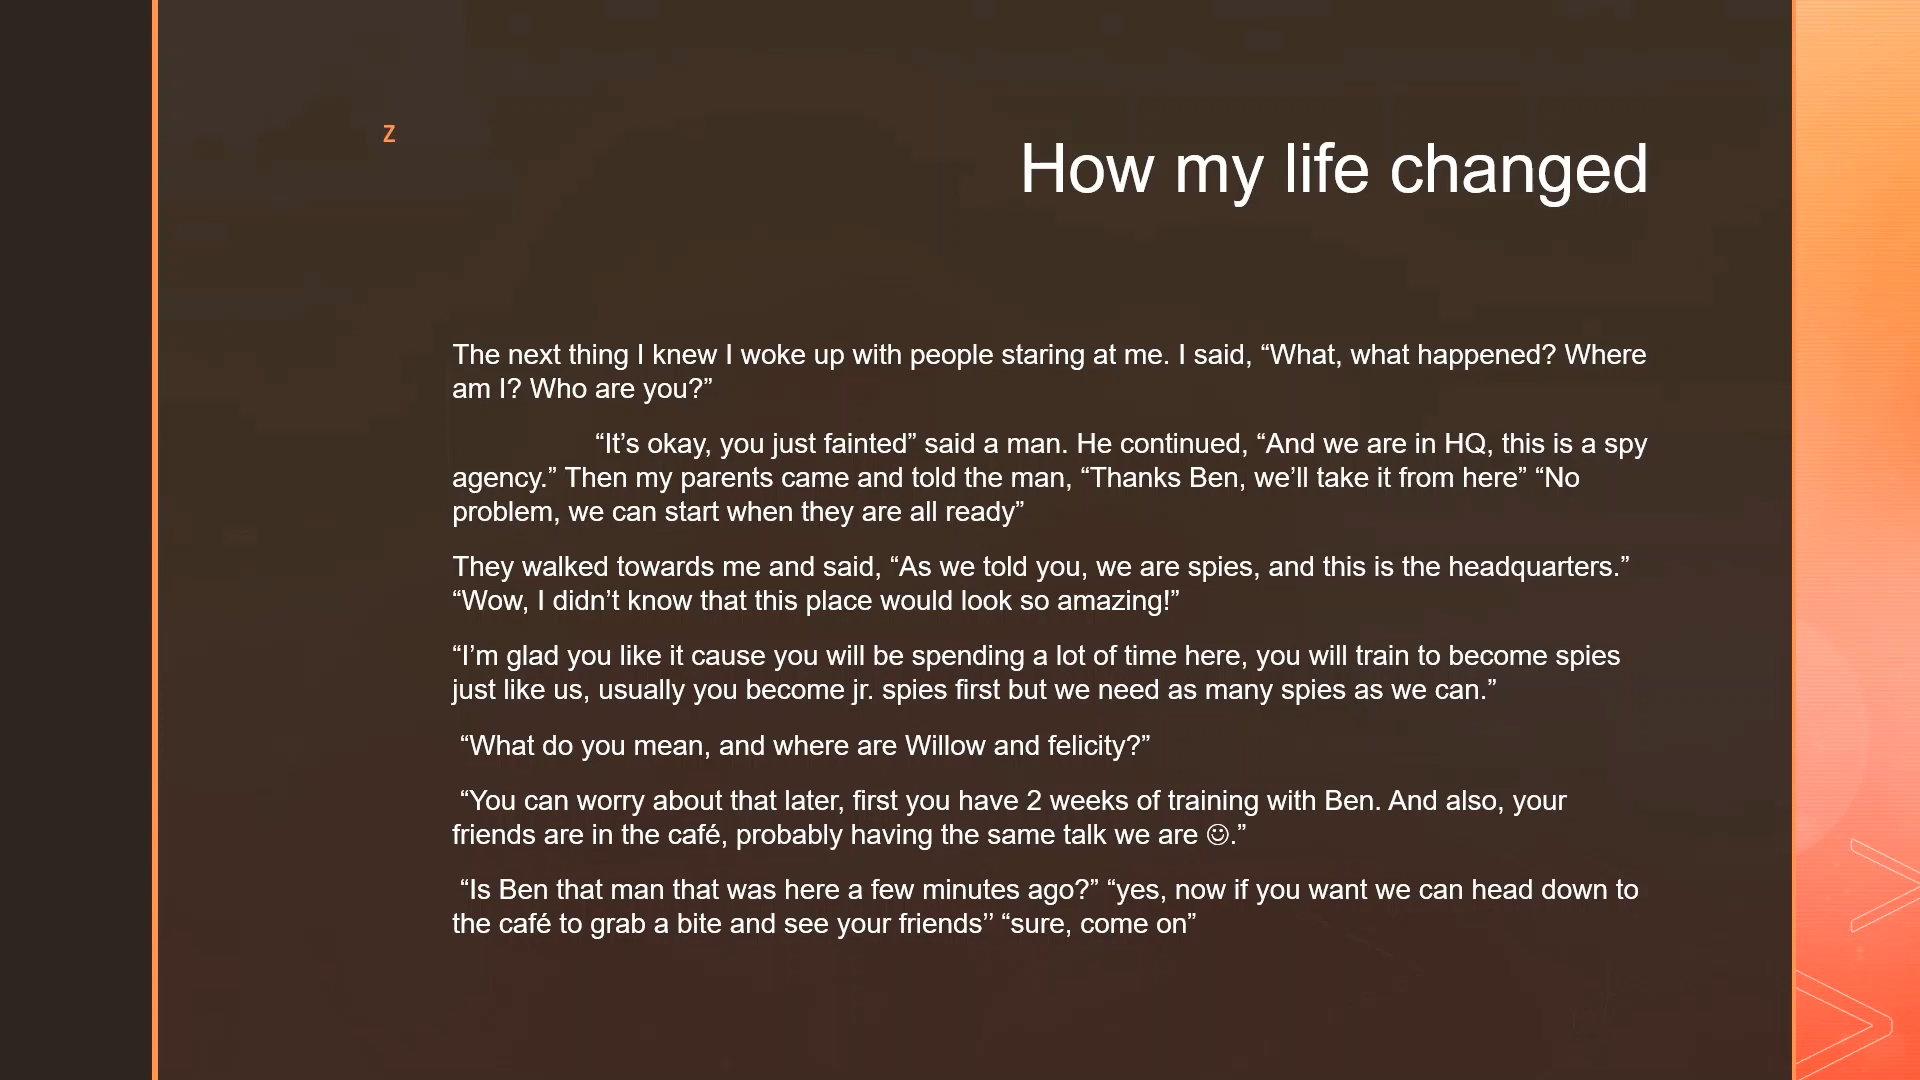 z
How my life changed
The next thing I knew I woke up with people staring at me. I said, “What, what happened? Where
am I? Who are you?”
“It’s okay, you just fainted” said a man. He continued, “And we are in HQ, this is a spy
agency.” Then my parents came and told the man, “Thanks Ben, we’ll take it from here” “No
problem, we can start when they are all ready”
They walked towards me and said, “As we told you, we are spies, and this is the headquarters.”
“Wow, I didn’t know that this place would look so amazing!”
“I’m glad you like it cause you will be spending a lot of time here, you will train to become spies
just like us, usually you become jr. spies first but we need as many spies as we can.”
“What do you mean, and where are Willow and felicity?”
“You can worry about that later, first you have 2 weeks of training with Ben. And also, your
friends are in the café, probably having the same talk we are ☺.”
“Is Ben that man that was here a few minutes ago?” “yes, now if you want we can head down to
the café to grab a bite and see your friends’’ “sure, come on”